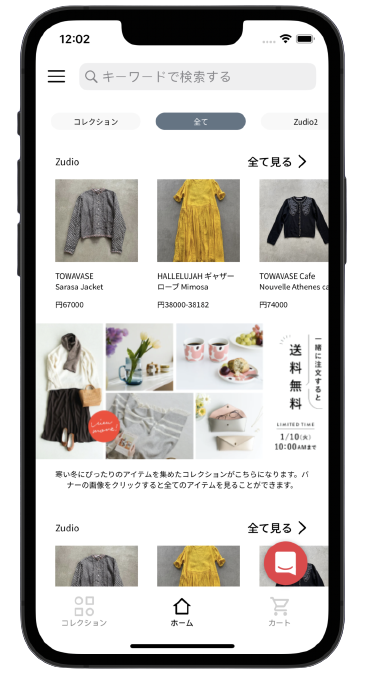 12:02
キーワードで検索する
コレクション
全て
Zudio2
Zudio
全て見る
TOWAVASE
Sarasa Jacket
円67000
HALLELUJAH ギャザー
ローブ Mimosa
円38000-38182
TOWAVASE Cafe
Nouvelle Athenes ca
円74000
一緒に注文すると
送料無料
LIMITED TIME
1/10(火)
10:00AMまで
寒い冬にぴったりのアイテムを集めたコレクションがこちらになります。バ
ナーの画像をクリックすると全てのアイテムを見ることができます。
Zudio
全て見る
コレクション
ホーム
カート